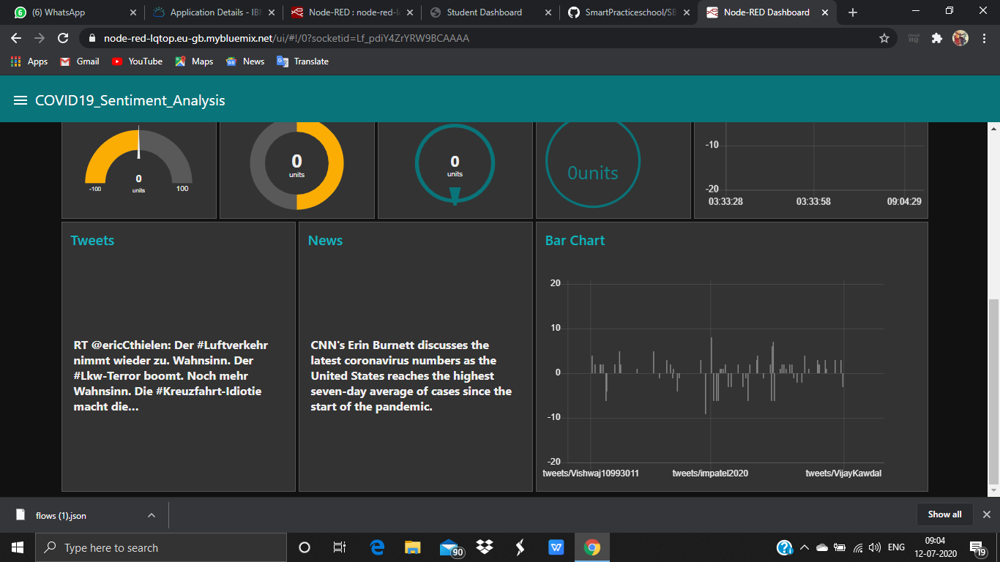 (6) WhatsApp
Application Details - IBM
Node-RED : node-red-l
Student Dashboard
SmartPracticeschool/SB
Node-RED Dashboard
node-red-lqtop.eu-gb.mybluemix.net/ui/#!/0?socketid=Lf_pdiY4ZrYRW9BCAAAA
Apps
Gmail
YouTube
Maps
News
Translate
COVID19_Sentiment_Analysis
0
units
-100
100
0
units
0
units
0units
-10
-20
03:33:28
03:33:58
09:04:29
Tweets
RT @ericCthielen: Der #Luftverkehr
nimmt wieder zu. Wahnsinn. Der
#Lkw-Terror boomt. Noch mehr
Wahnsinn. Die #Kreuzfahrt-Idiotie
macht die...
News
CNN's Erin Burnett discusses the
latest coronavirus numbers as the
United States reaches the highest
seven-day average of cases since the
start of the pandemic.
Bar Chart
20
10
0
-10
-20
tweets/Vishwaj10993011
tweets/impatel2020
tweets/VijayKawdal
flows (1).json
Show all
Type here to search
90
ENG
09:04
12-07-2020
19